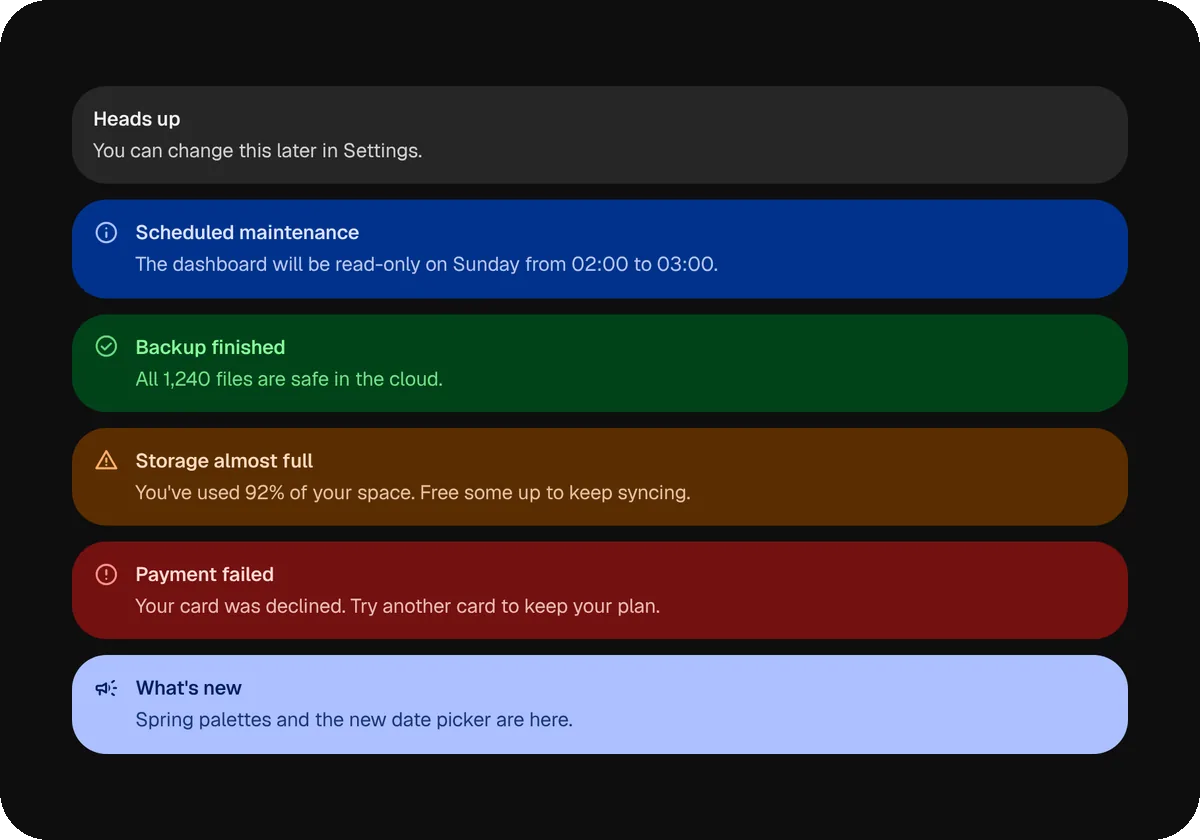 Heads up
You can change this later in Settings.
Scheduled maintenance
The dashboard will be read-only on Sunday from 02:00 to 03:00.
Backup finished
All 1,240 files are safe in the cloud.
Storage almost full
You've used 92% of your space. Free some up to keep syncing.
Payment failed
Your card was declined. Try another card to keep your plan.
What's new
Spring palettes and the new date picker are here.